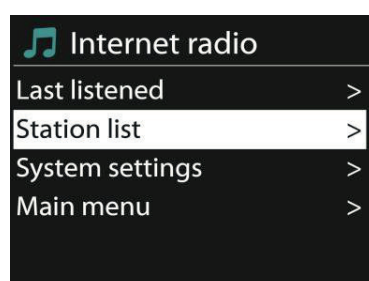 Internet radio
Last listened >
Station list >
System settings >
Main menu >